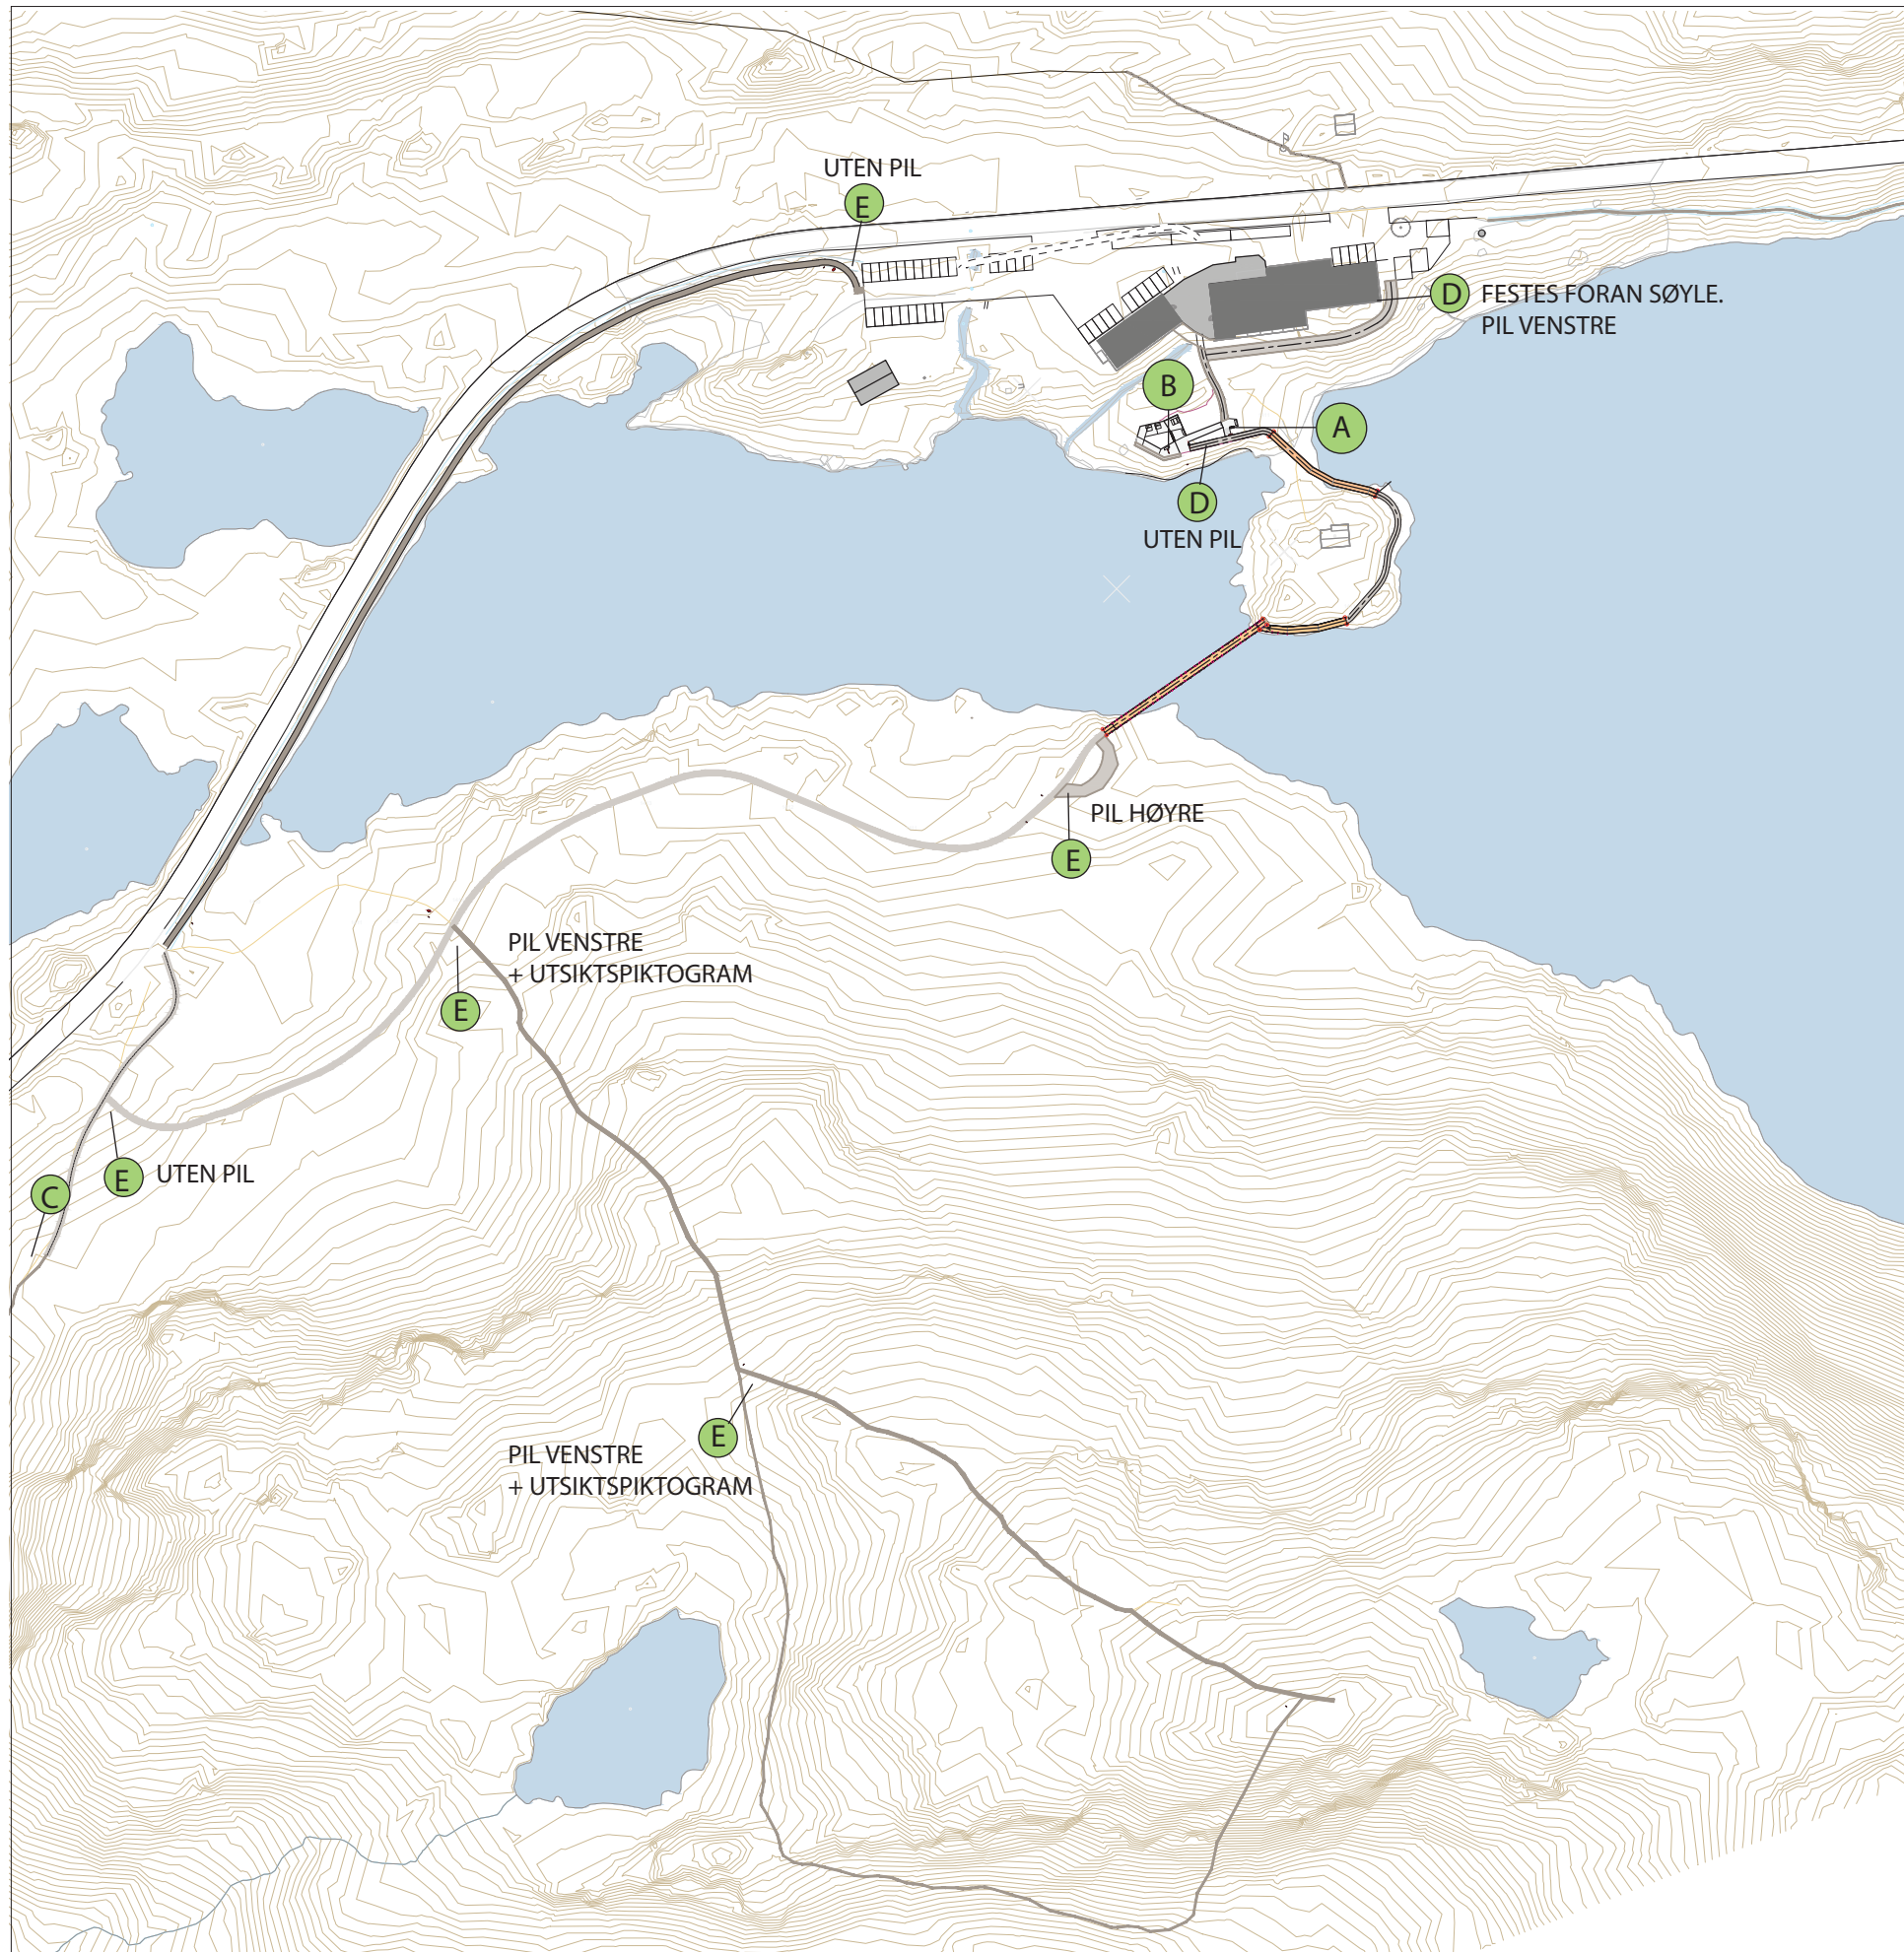 UTEN PIL
E
D
FESTES FORAN SØYLE.
PIL VENSTRE
B
A
D
UTEN PIL
PIL HØYRE
E
PIL VENSTRE
+ UTSIKTSPIKTOGRAM
E
E
UTEN PIL
C
E
PIL VENSTRE
+ UTSIKTSPIKTOGRAM